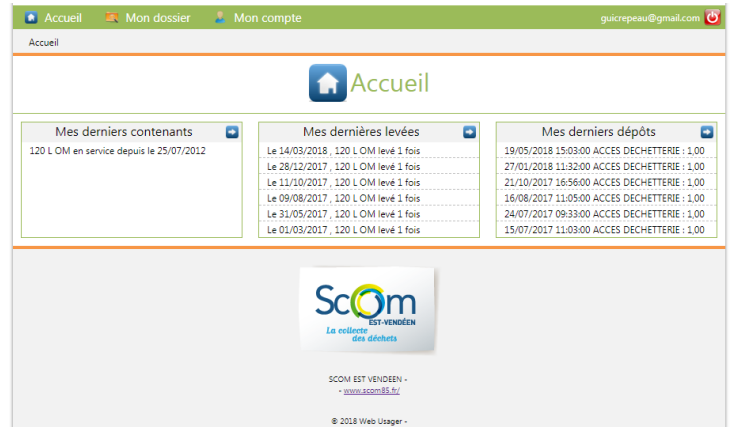 Accueil Mon dossier Mon compte guicrepeau@gmail.com
Accueil
Accueil
Mes derniers contenants
120 L OM en service depuis le 25/07/2012
Mes dernières levées
Le 14/03/2018 , 120 L OM levé 1 fois
Le 28/12/2017 , 120 L OM levé 1 fois
Le 11/10/2017 , 120 L OM levé 1 fois
Le 09/08/2017 , 120 L OM levé 1 fois
Le 31/05/2017 , 120 L OM levé 1 fois
Le 01/03/2017 , 120 L OM levé 1 fois
Mes derniers dépôts
19/05/2018 15:03:00 ACCES DECHETTERIE : 1,00
27/01/2018 11:32:00 ACCES DECHETTERIE : 1,00
21/10/2017 16:56:00 ACCES DECHETTERIE : 1,00
16/08/2017 11:05:00 ACCES DECHETTERIE : 1,00
24/07/2017 09:33:00 ACCES DECHETTERIE : 1,00
15/07/2017 11:03:00 ACCES DECHETTERIE : 1,00
Scom
EST-VENDÉEN
La collecte
des déchets
SCOM EST VENDEEN -
- www.scom85.fr/
© 2018 Web Usager -